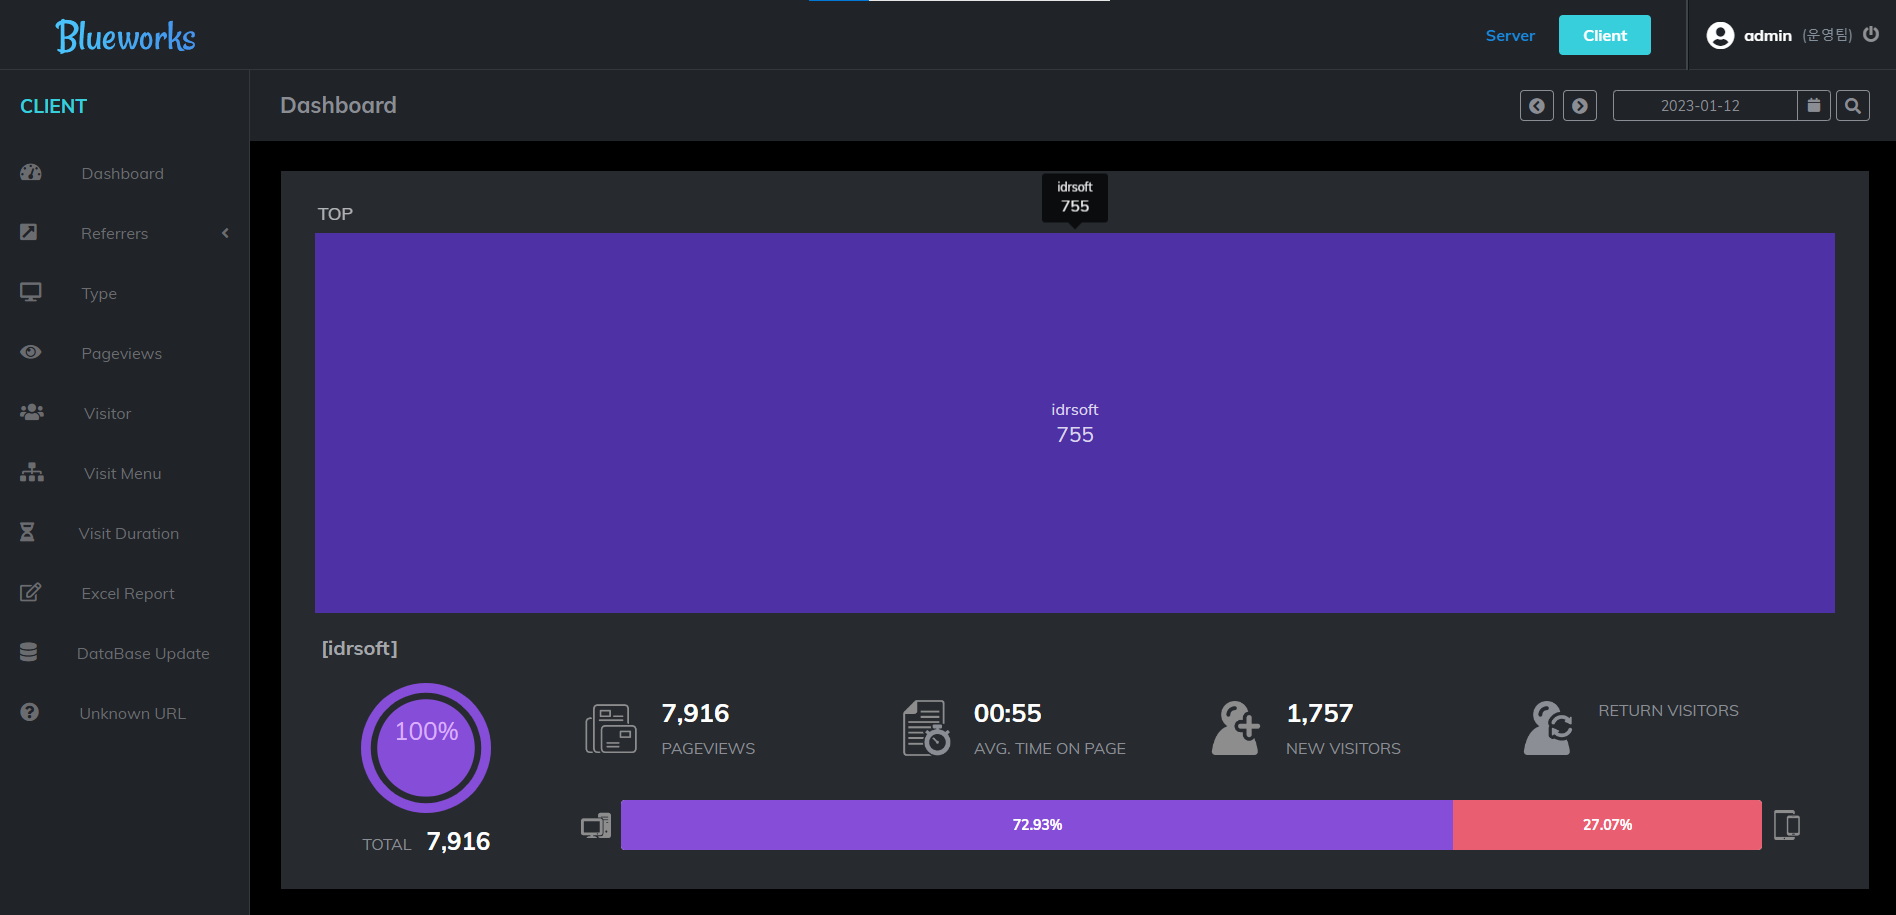 Blueworks
Server
Client
admin (운영팀)
CLIENT
Dashboard
Referrers
Type
Pageviews
Visitor
Visit Menu
Visit Duration
Excel Report
DataBase Update
Unknown URL
Dashboard
2023-01-12
TOP
idrsoft
755
idrsoft
755
[idrsoft]
100%
TOTAL 7,916
7,916
PAGEVIEWS
00:55
AVG. TIME ON PAGE
1,757
NEW VISITORS
RETURN VISITORS
72.93%
27.07%